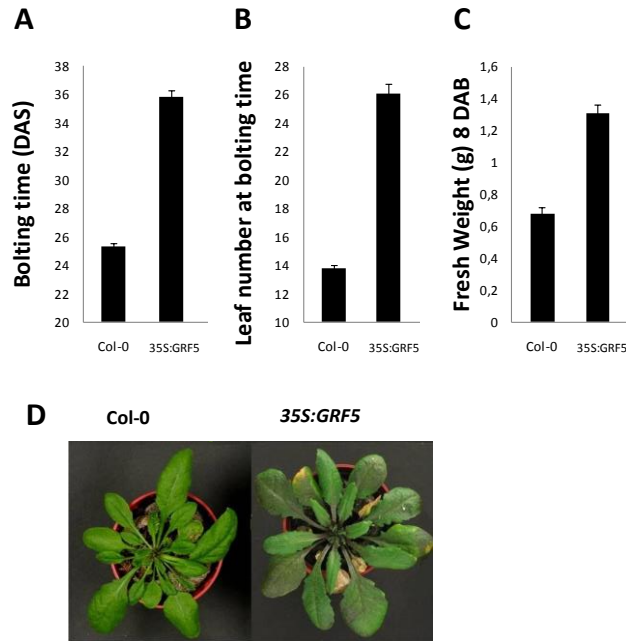 A
Bolting time (DAS)
38
36
34
32
30
28
26
24
22
20
Col-0 35S:GRF5
B
Leaf number at bolting time
28
26
24
22
20
18
16
14
12
10
Col-0 35S:GRF5
C
Fresh Weight (g) 8 DAB
1,6
1,4
1,2
1
0,8
0,6
0,4
0,2
0
Col-0 35S:GRF5
D
Col-0 35S:GRF5